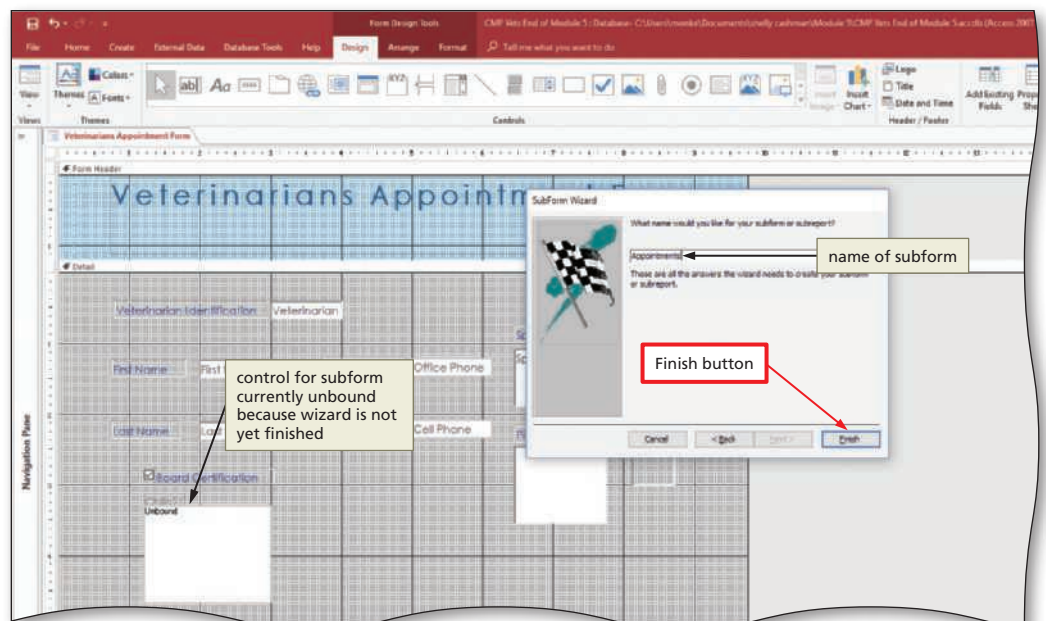 Form Design Tools
CMF Vets End of Module 5 : Database-
File Home Create External Data Database Tools Help Design Arrange Format Tell me what you want to do
View
Themes
Colors
Fonts
Aa
XYZ
Insert Chart
Logo
Title
Date and Time
Add Existing Fields
Views
Themes
Controls
Header / Footer
Veterinarians Appointment Form
Form Header
Veterinarians Appointment
SubForm Wizard
What name would you like for your subform or subreport?
Appointments
name of subform
These are all the answers the wizard needs to create your subform
or subreport.
Detail
Veterinarian Identification Veterinarian
Finish button
First Name First Office Phone
control for subform
currently unbound
because wizard is not
yet finished
Last Name Last Cell Phone
Cancel < Back Next > Finish
Board Certification
Unbound
Navigation Pane